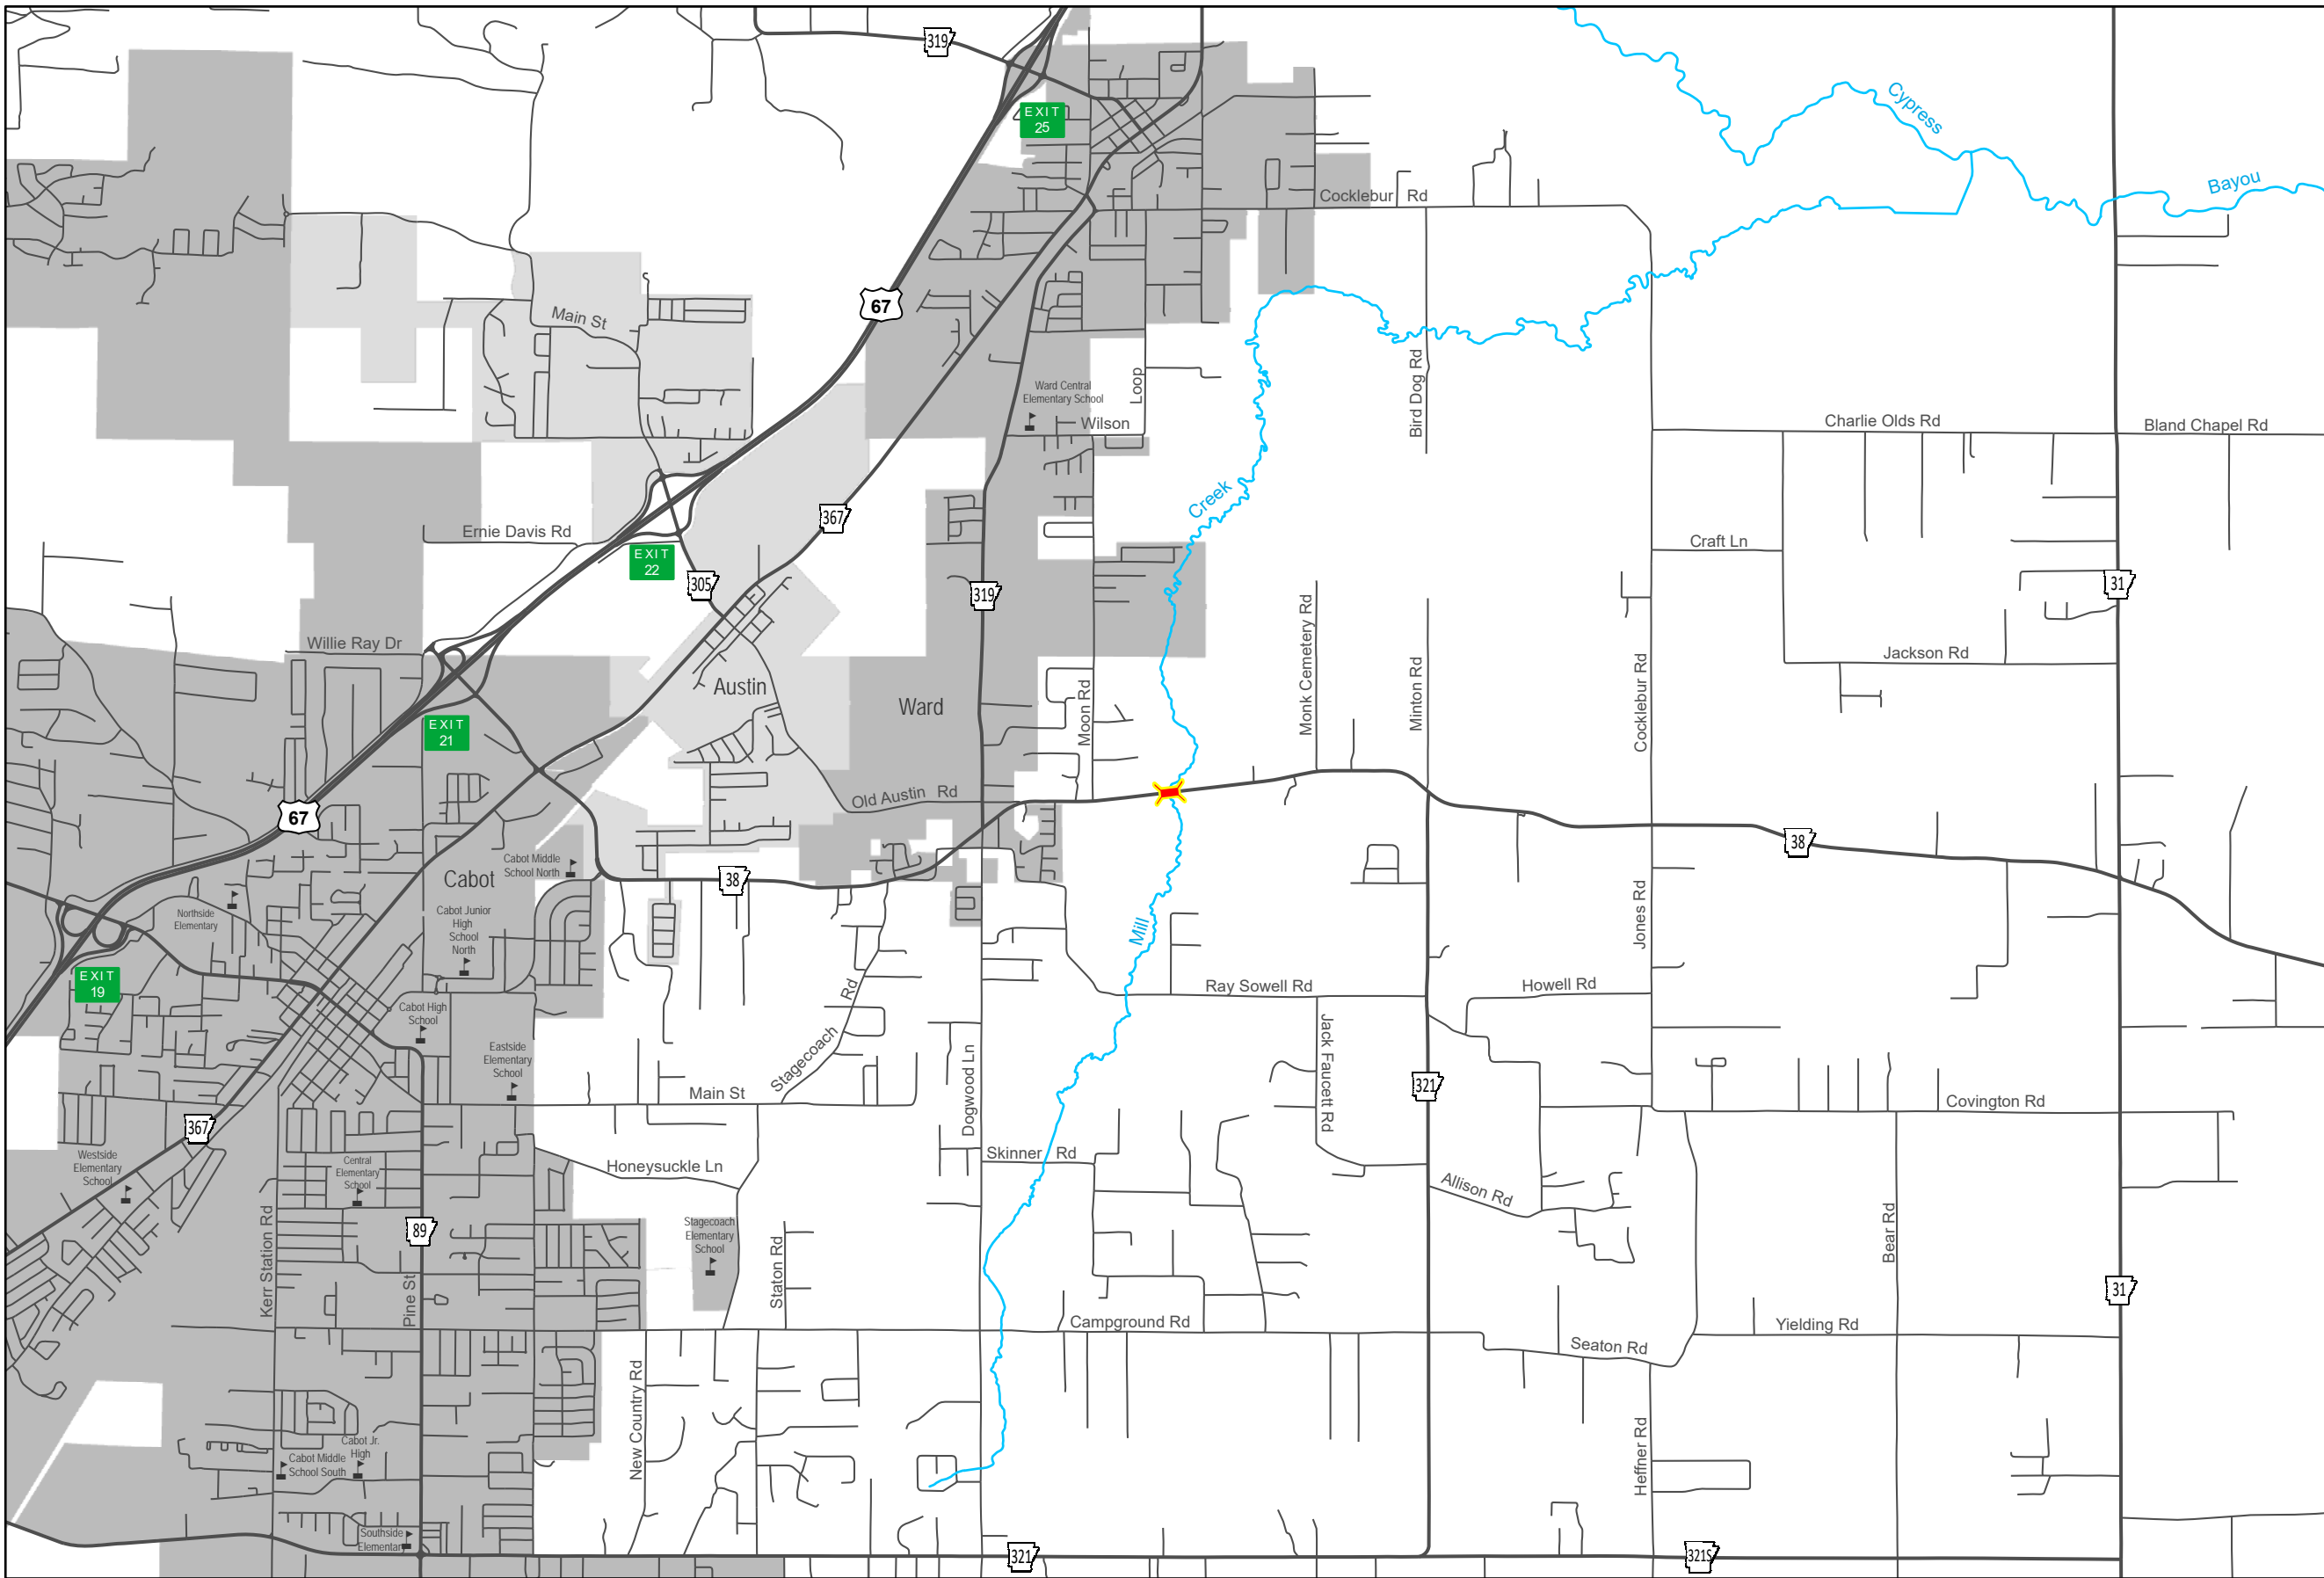 319
EXIT
25
Cypress
Bayou
Cocklebur Rd
67
Main St
Ward Central
Elementary School
Loop
Wilson
Bird Dog Rd
Charlie Olds Rd
Bland Chapel Rd
Creek
367
Ernie Davis Rd
EXIT
22
305
319
Craft Ln
31
Willie Ray Dr
Jackson Rd
Austin
Ward
Moon Rd
Monk Cemetery Rd
Minton Rd
Cocklebur Rd
EXIT
21
67
Old Austin Rd
38
Cabot Middle
School North
Cabot
38
Northside
Elementary
Cabot Junior
High
School
North
Mill
Jones Rd
EXIT
19
Ray Sowell Rd
Howell Rd
Cabot High
School
Stagecoach Rd
Jack Faucett Rd
Eastside
Elementary
School
Dogwood Ln
321
Main St
Covington Rd
367
Westside
Elementary
School
Central
Elementary
School
Honeysuckle Ln
Skinner Rd
Allison Rd
Kerr Station Rd
89
Pine St
Stagecoach
Elementary
School
Staton Rd
Bear Rd
31
Campground Rd
Yielding Rd
Seaton Rd
New Country Rd
Heffner Rd
Cabot Jr.
High
Cabot Middle
School South
Southside
Elementary
321
321S